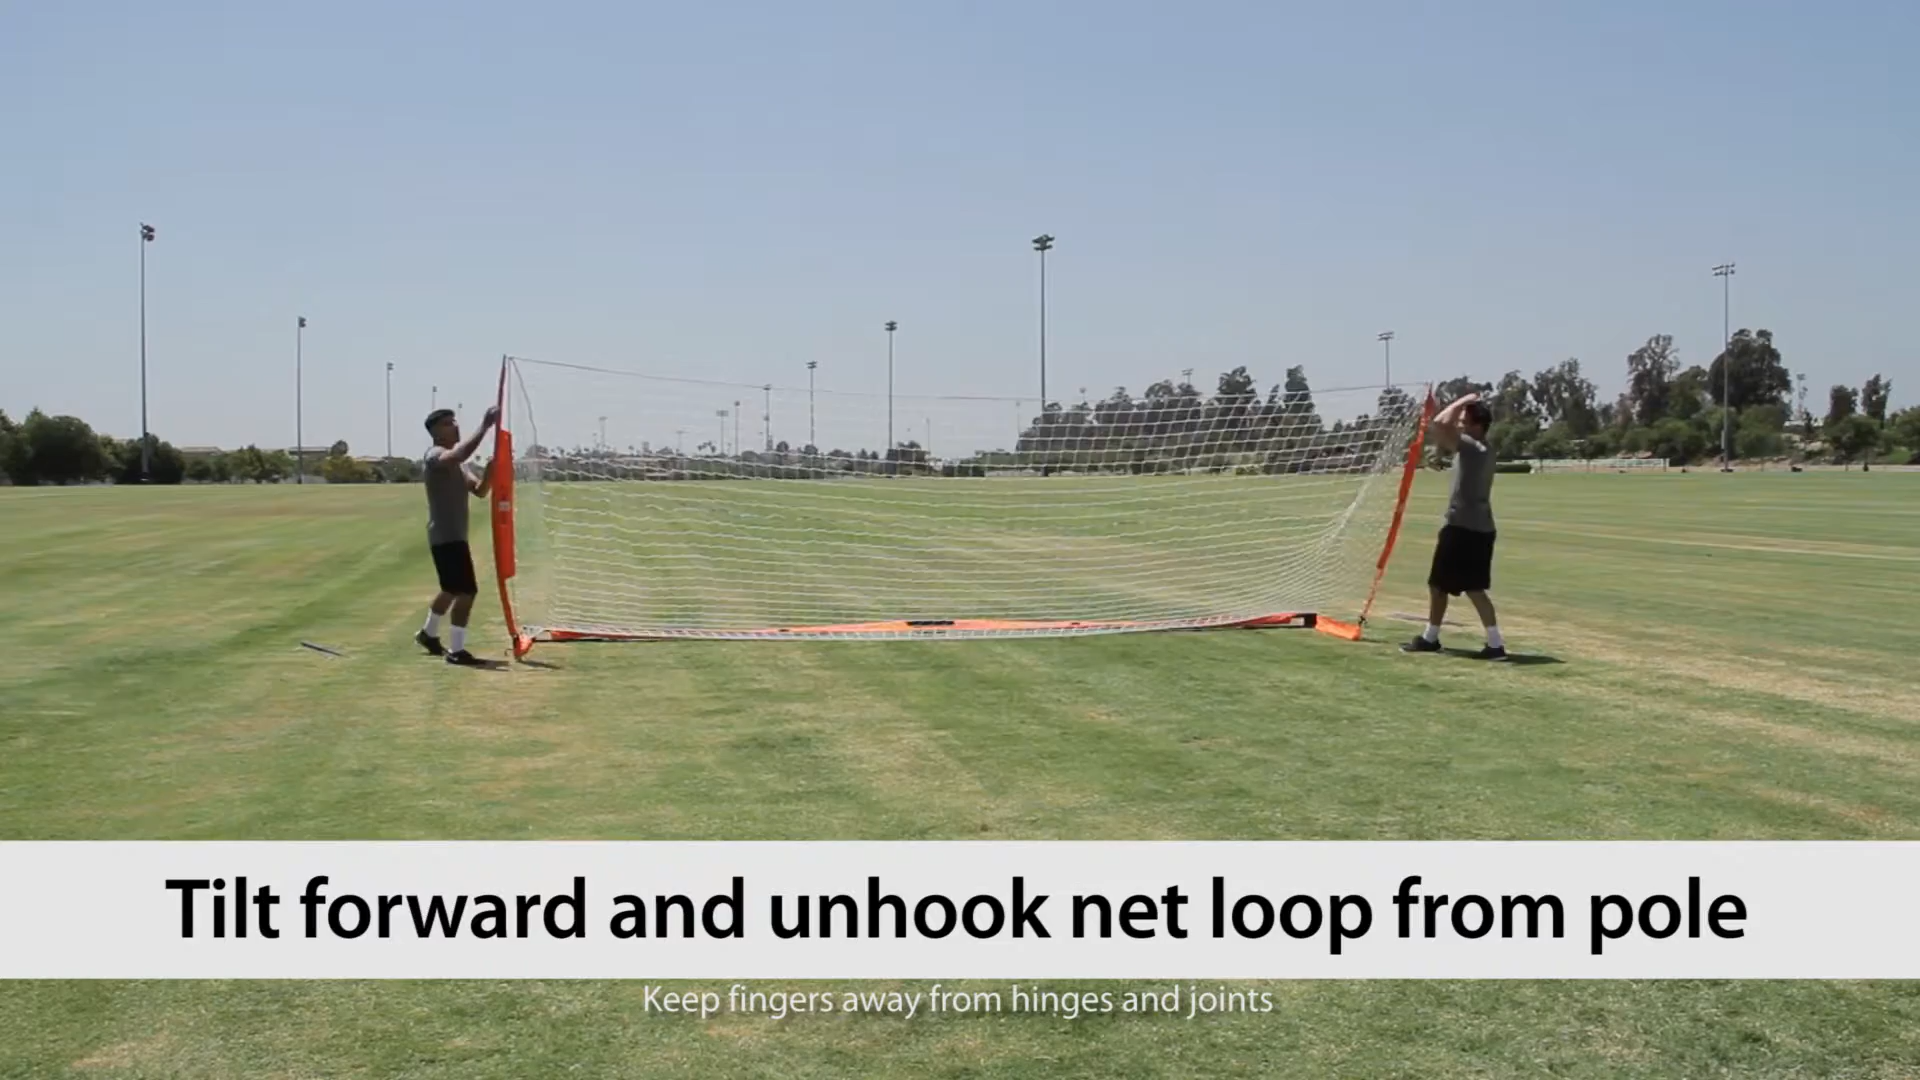 Tilt forward and unhook net loop from pole
Keep fingers away from hinges and joints